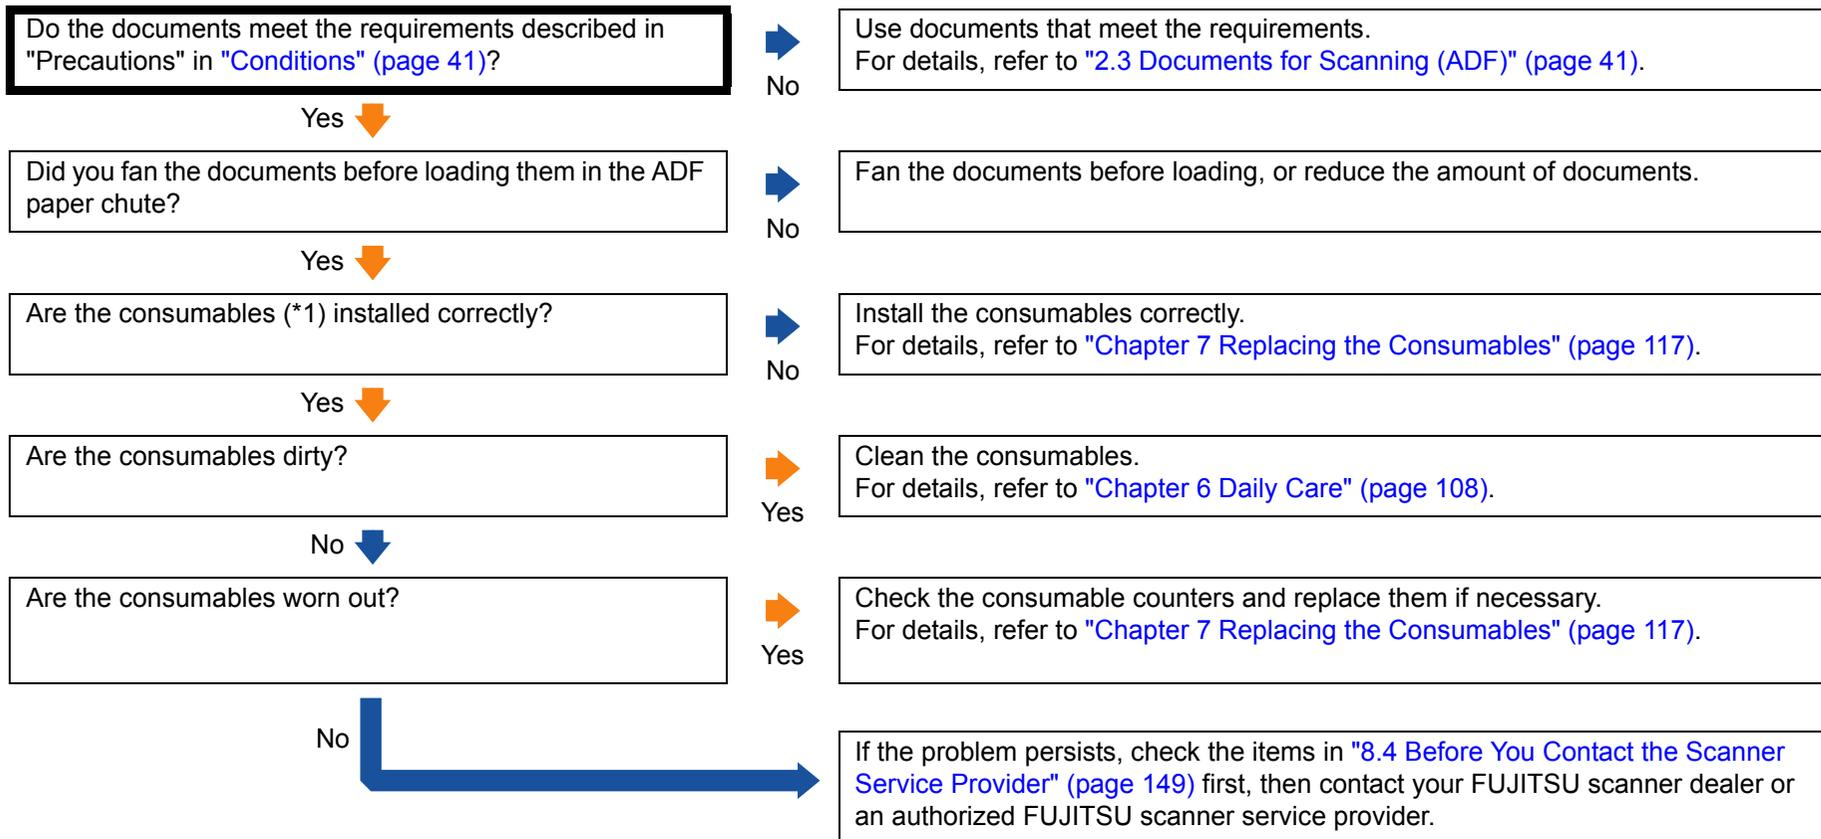 Do the documents meet the requirements described in
"Precautions" in "Conditions" (page 41)?
No
Use documents that meet the requirements.
For details, refer to "2.3 Documents for Scanning (ADF)" (page 41).
Yes
Did you fan the documents before loading them in the ADF
paper chute?
No
Fan the documents before loading, or reduce the amount of documents.
Yes
Are the consumables (*1) installed correctly?
No
Install the consumables correctly.
For details, refer to "Chapter 7 Replacing the Consumables" (page 117).
Yes
Are the consumables dirty?
Yes
Clean the consumables.
For details, refer to "Chapter 6 Daily Care" (page 108).
No
Are the consumables worn out?
Yes
Check the consumable counters and replace them if necessary.
For details, refer to "Chapter 7 Replacing the Consumables" (page 117).
No
If the problem persists, check the items in "8.4 Before You Contact the Scanner
Service Provider" (page 149) first, then contact your FUJITSU scanner dealer or
an authorized FUJITSU scanner service provider.